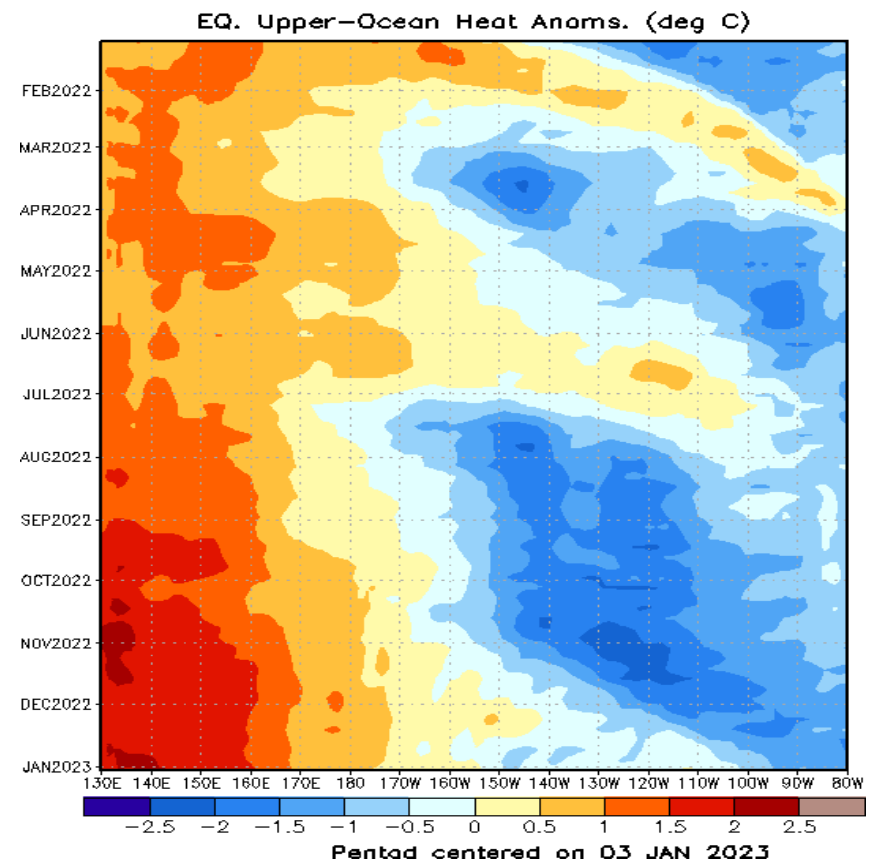 EQ. Upper-Ocean Heat Anoms. (deg C)
FEB2022
MAR2022
APR2022
MAY2022
JUN2022
JUL2022
AUG2022
SEP2022
OCT2022
NOV2022
DEC2022
JAN2023
130E 140E 150E 160E 170E 180 170W 160W 150W 140W 130W 120W 110W 100W 90W 80W
-2.5 -2 -1.5 -1 -0.5 0 0.5 1 1.5 2 2.5
Pentad centered on 03 JAN 2023